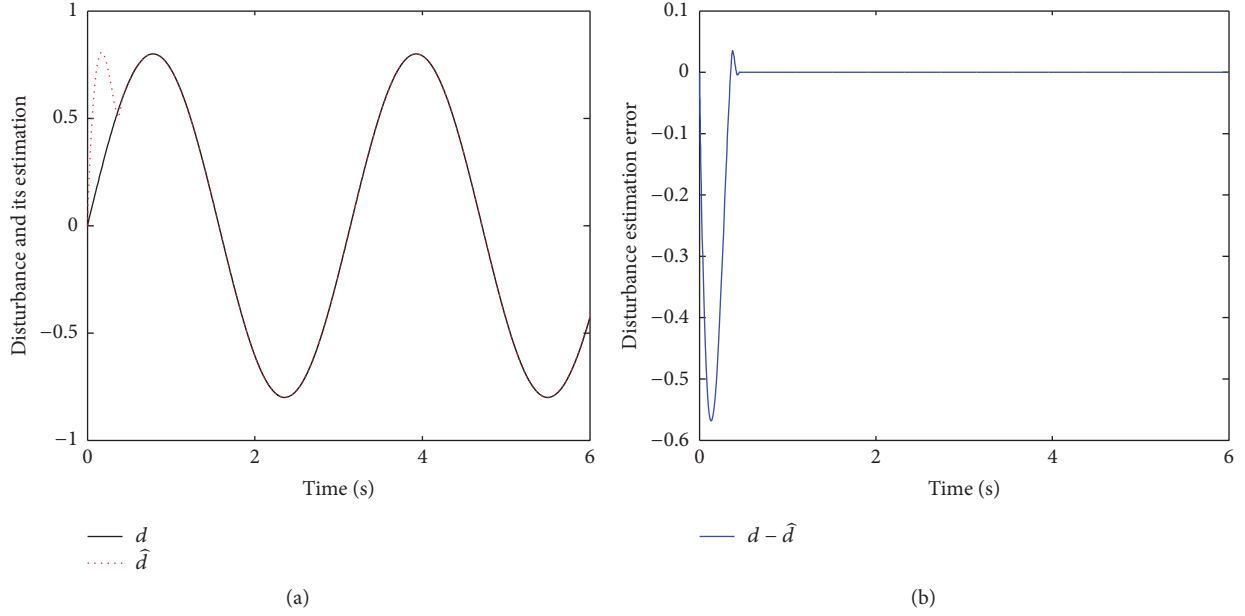 1
0.5
0
−0.5
−1
Disturbance and its estimation
0 2 4 6
Time (s)
d
d̂
(a)
0.1
0
−0.1
−0.2
−0.3
−0.4
−0.5
−0.6
Disturbance estimation error
0 2 4 6
Time (s)
d − d̂
(b)